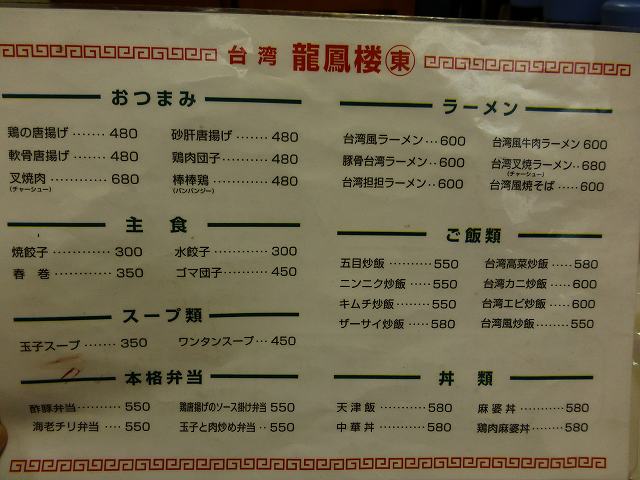 台湾 龍鳳楼 東
おつまみ
鶏の唐揚げ‥‥‥‥480
軟骨唐揚げ‥‥‥‥480
叉焼肉‥‥‥‥680
(チャーシュー)
砂肝唐揚げ‥‥‥‥480
鶏肉団子‥‥‥‥480
棒棒鶏‥‥‥‥480
(バンバンジー)
主食
焼餃子‥‥‥‥300
春巻‥‥‥‥350
水餃子‥‥‥‥300
ゴマ団子‥‥‥‥450
スープ類
玉子スープ‥‥‥350
ワンタンスープ‥‥450
本格弁当
酢豚弁当‥‥‥‥550
海老チリ弁当‥‥550
鶏唐揚げのソース掛け弁当 550
玉子と肉炒め弁当‥550
ラーメン
台湾風ラーメン‥600
豚骨台湾ラーメン‥600
台湾担担ラーメン‥600
台湾風牛肉ラーメン 600
台湾叉焼ラーメン‥680
(チャーシュー)
台湾風焼そば‥‥600
ご飯類
五目炒飯‥‥‥‥550
ニンニク炒飯‥‥550
キムチ炒飯‥‥‥550
ザーサイ炒飯‥‥580
台湾高菜炒飯‥‥580
台湾カニ炒飯‥‥600
台湾エビ炒飯‥‥600
台湾風炒飯‥‥‥550
丼類
天津飯‥‥‥‥580
中華丼‥‥‥‥580
麻婆丼‥‥‥‥580
鶏肉麻婆丼‥‥‥580